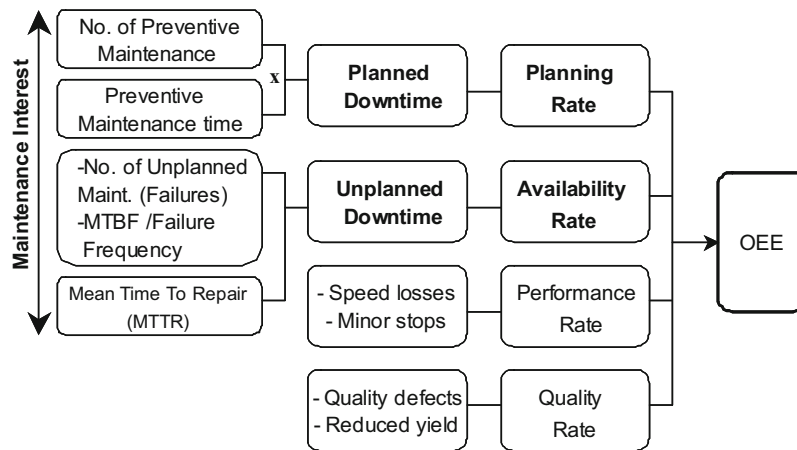 Maintenance Interest
No. of Preventive
Maintenance
x
Preventive
Maintenance time
Planned
Downtime
Planning
Rate
-No. of Unplanned
Maint. (Failures)
-MTBF /Failure
Frequency
Mean Time To Repair
(MTTR)
Unplanned
Downtime
Availability
Rate
- Speed losses
- Minor stops
Performance
Rate
- Quality defects
- Reduced yield
Quality
Rate
OEE